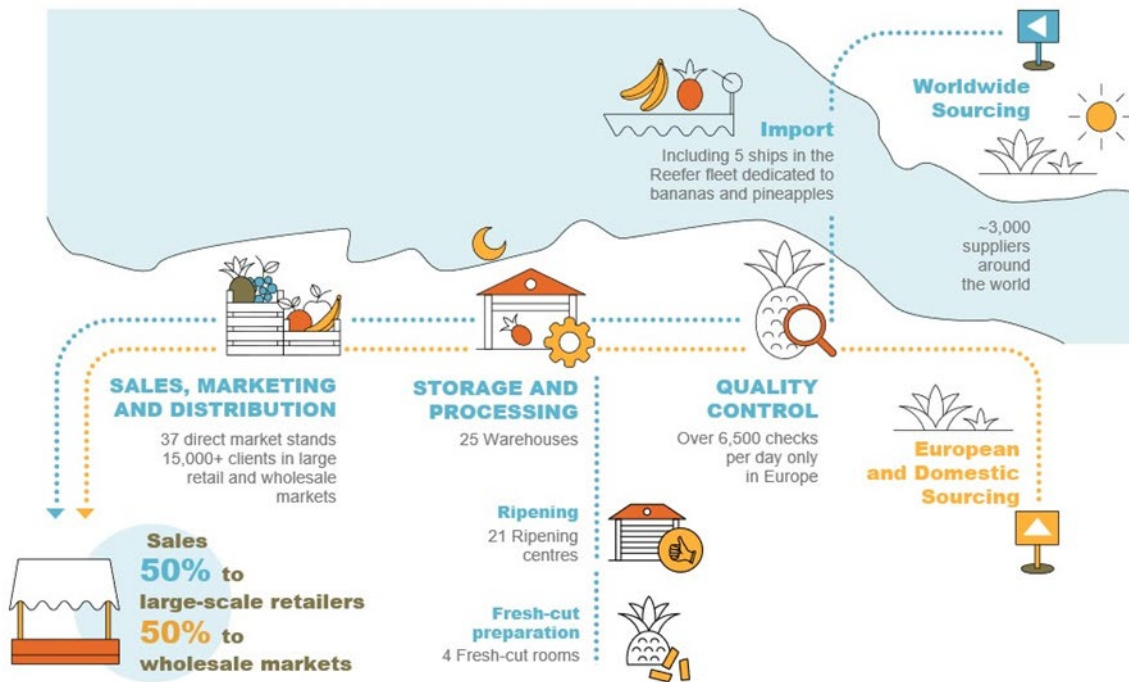 Worldwide
Sourcing
Import
Including 5 ships in the
Reefer fleet dedicated to
bananas and pineapples
~3,000
suppliers
around
the world
SALES, MARKETING
AND DISTRIBUTION
37 direct market stands
15,000+ clients in large
retail and wholesale
markets
STORAGE AND
PROCESSING
25 Warehouses
QUALITY
CONTROL
Over 6,500 checks
per day only
in Europe
European
and Domestic
Sourcing
Ripening
21 Ripening
centres
Fresh-cut
preparation
4 Fresh-cut rooms
Sales
50% to
large-scale retailers
50% to
wholesale markets